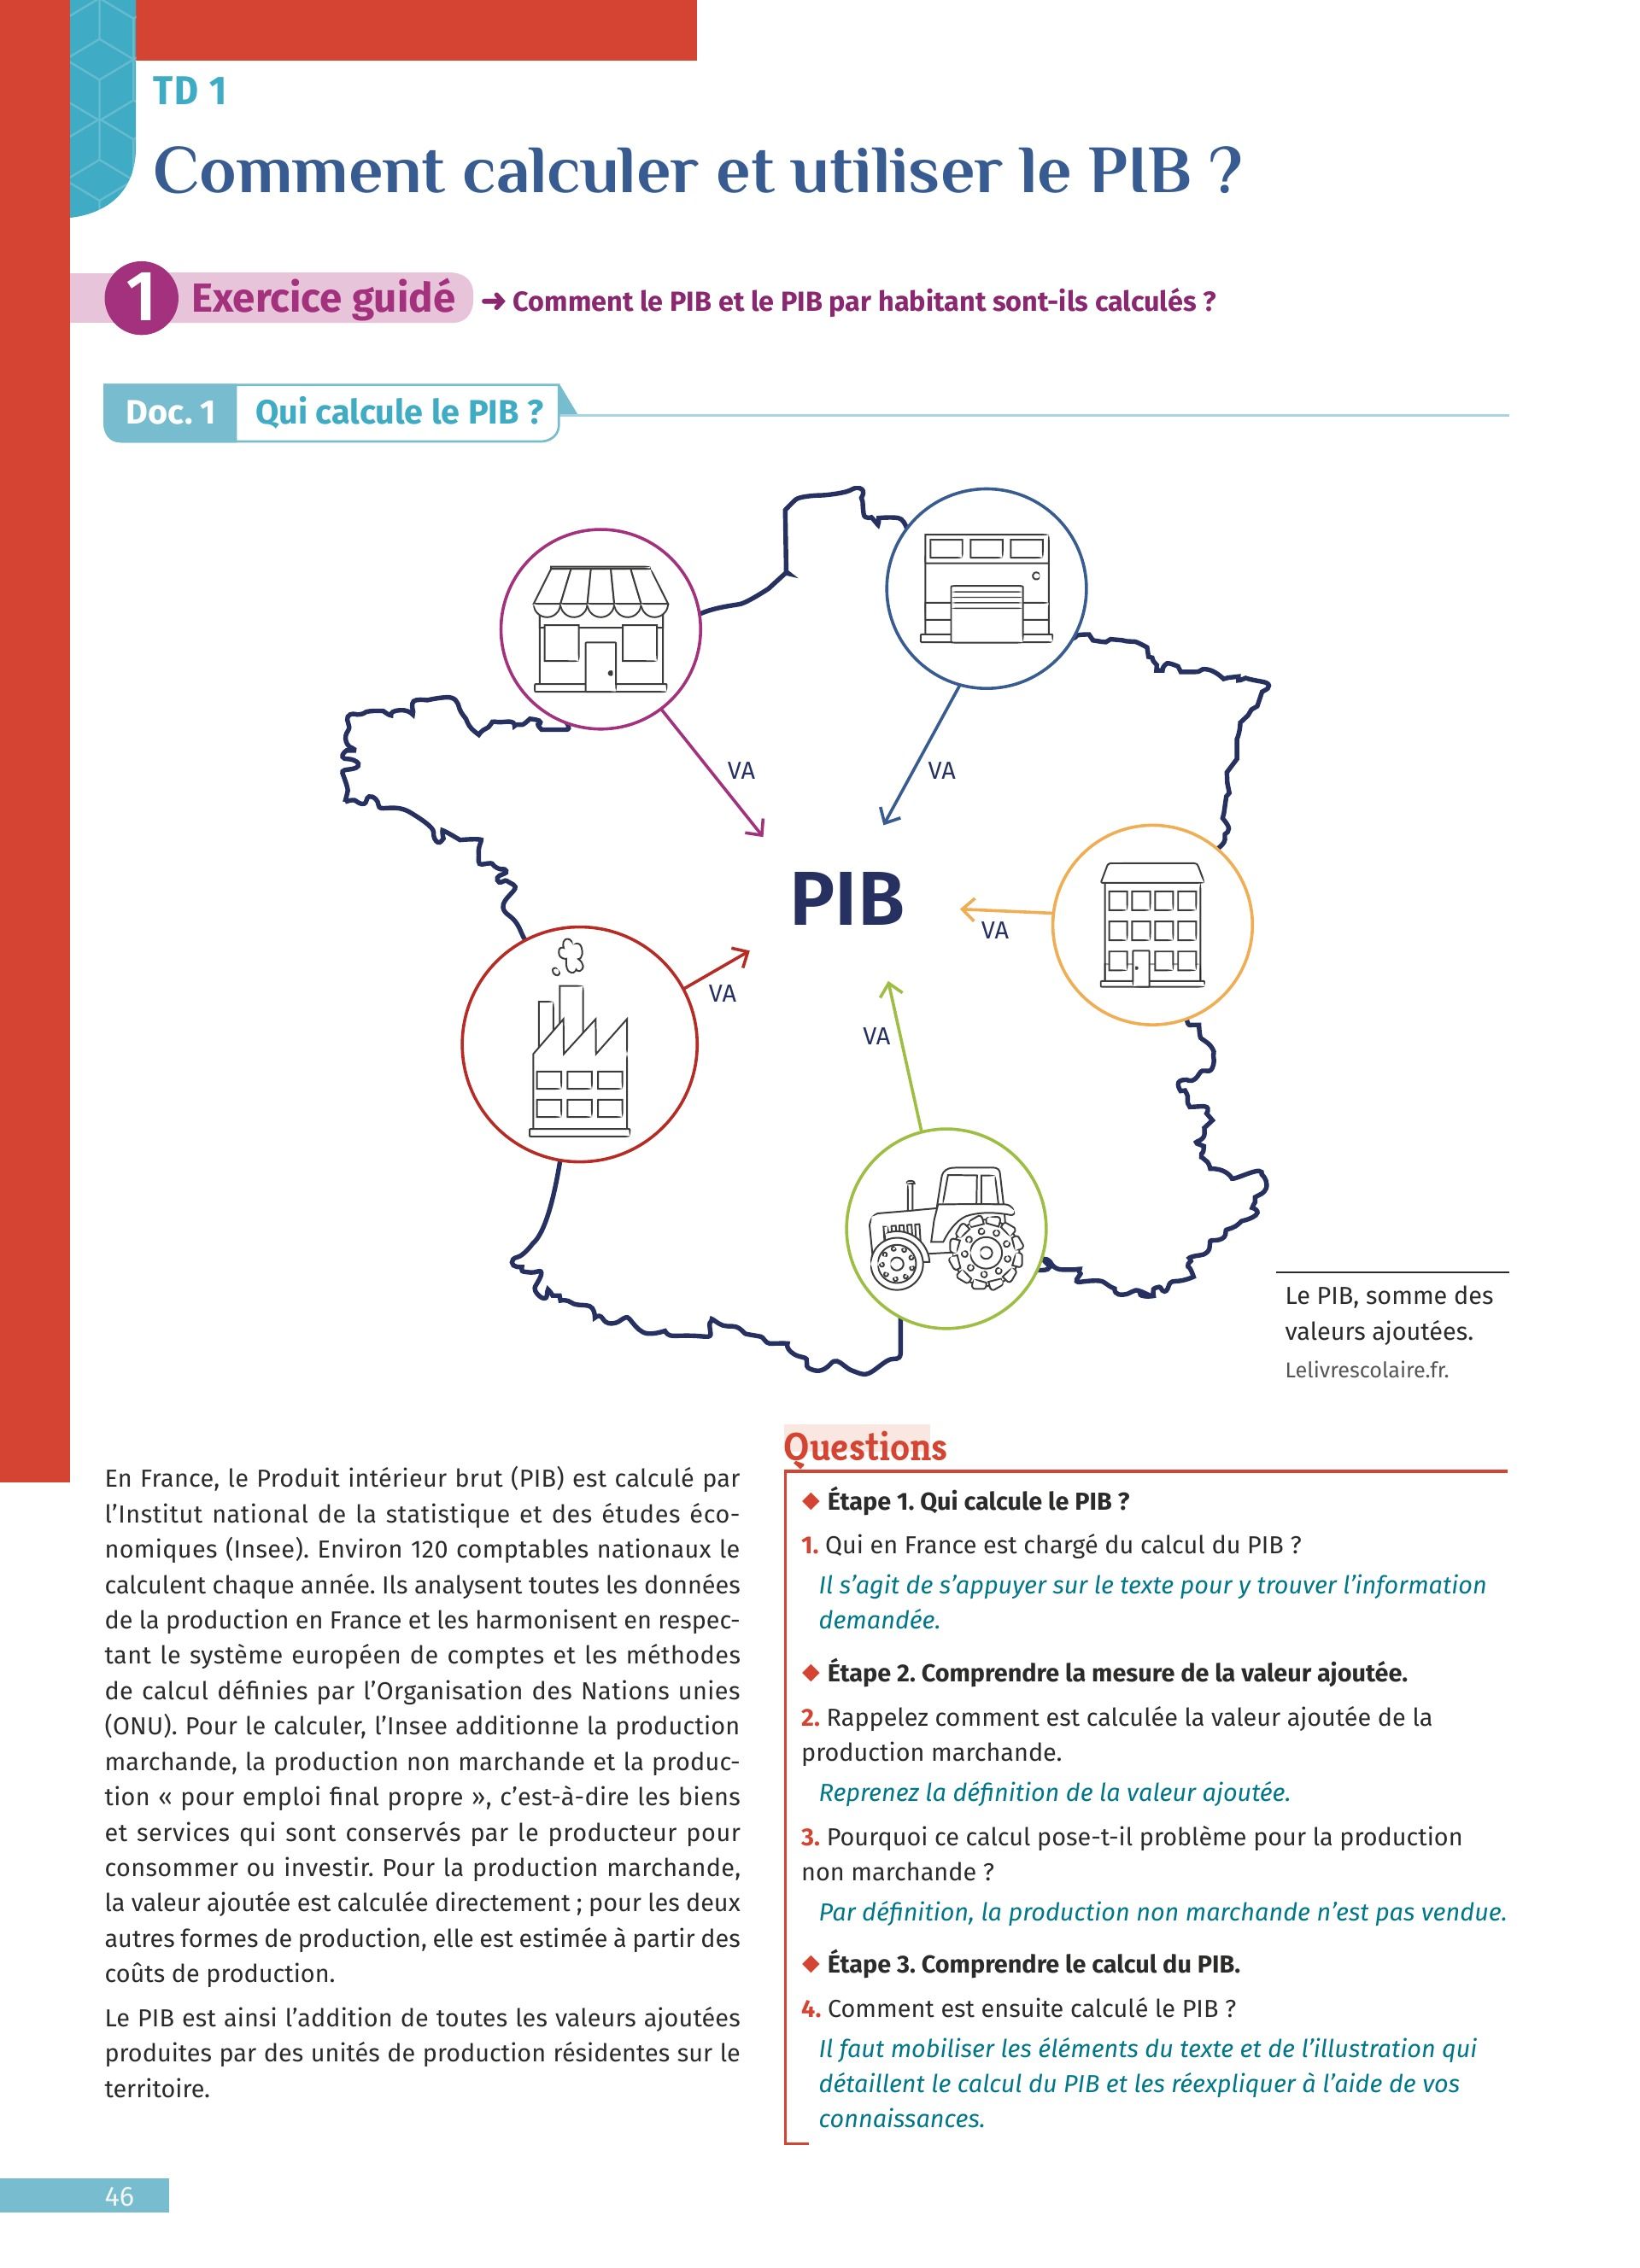 TD 1
Comment calculer et utiliser le PIB ?
1 Exercice guidé ➜ Comment le PIB et le PIB par habitant sont-ils calculés ?
Doc. 1 Qui calcule le PIB ?
VA
VA
PIB
VA
VA
VA
Le PIB, somme des
valeurs ajoutées.
Lelivrescolaire.fr.
En France, le Produit intérieur brut (PIB) est calculé par
l’Institut national de la statistique et des études éco-
nomiques (Insee). Environ 120 comptables nationaux le
calculent chaque année. Ils analysent toutes les données
de la production en France et les harmonisent en respec-
tant le système européen de comptes et les méthodes
de calcul définies par l’Organisation des Nations unies
(ONU). Pour le calculer, l’Insee additionne la production
marchande, la production non marchande et la produc-
tion « pour emploi final propre », c’est-à-dire les biens
et services qui sont conservés par le producteur pour
consommer ou investir. Pour la production marchande,
la valeur ajoutée est calculée directement ; pour les deux
autres formes de production, elle est estimée à partir des
coûts de production.
Le PIB est ainsi l’addition de toutes les valeurs ajoutées
produites par des unités de production résidentes sur le
territoire.
Questions
◆ Étape 1. Qui calcule le PIB ?
1. Qui en France est chargé du calcul du PIB ?
Il s’agit de s’appuyer sur le texte pour y trouver l’information
demandée.
◆ Étape 2. Comprendre la mesure de la valeur ajoutée.
2. Rappelez comment est calculée la valeur ajoutée de la
production marchande.
Reprenez la définition de la valeur ajoutée.
3. Pourquoi ce calcul pose-t-il problème pour la production
non marchande ?
Par définition, la production non marchande n’est pas vendue.
◆ Étape 3. Comprendre le calcul du PIB.
4. Comment est ensuite calculé le PIB ?
Il faut mobiliser les éléments du texte et de l’illustration qui
détaillent le calcul du PIB et les réexpliquer à l’aide de vos
connaissances.
46